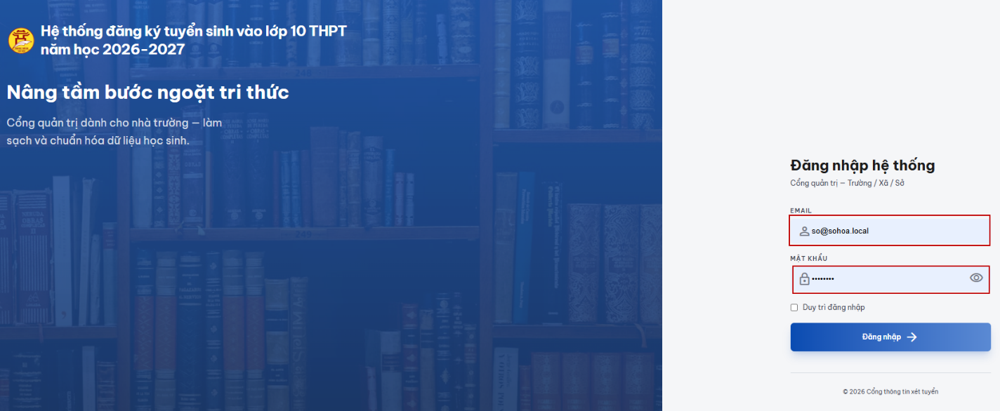 Hệ thống đăng ký tuyển sinh vào lớp 10 THPT
năm học 2026-2027
Nâng tầm bước ngoặt tri thức
Cổng quản trị dành cho nhà trường — làm
sạch và chuẩn hóa dữ liệu học sinh.
Đăng nhập hệ thống
Cổng quản trị — Trường / Xã / Sở
EMAIL
so@sohoa.local
MẬT KHẨU
••••••••
Duy trì đăng nhập
Đăng nhập →
© 2026 Cổng thông tin xét tuyển